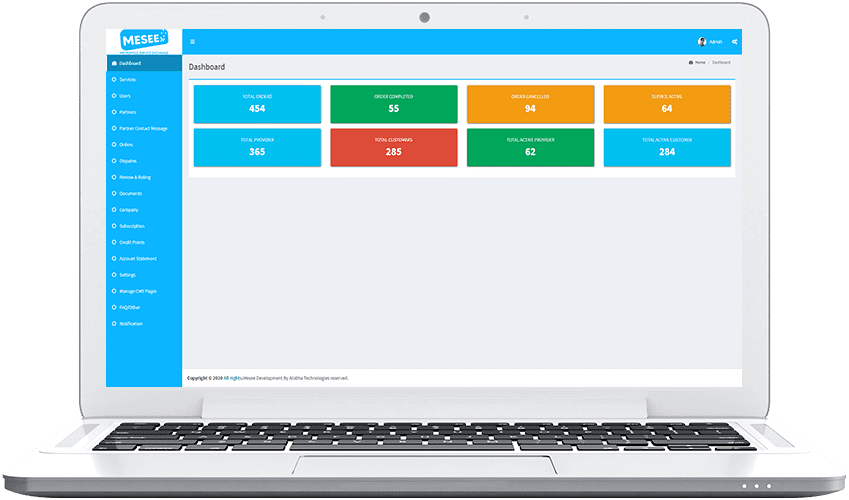 MESEE
Admin
Dashboard
Services
Users
Partners
Partner Contact Message
Orders
Disputes
Review & Rating
Documents
Company
Subscription
Credit Points
Account Statement
Settings
Manage CMS Pages
FAQ/Other
Notification
Dashboard
Home
Dashboard
TOTAL ORDERS
454
ORDER COMPLETED
55
ORDER CANCELLED
94
SERVICE ACTIVE
64
TOTAL PROVIDER
365
TOTAL CUSTOMERS
285
TOTAL ACTIVE PROVIDER
62
TOTAL ACTIVE CUSTOMER
284
Copyright © 2020 All rights.Mesee Development By Technologies reserved.